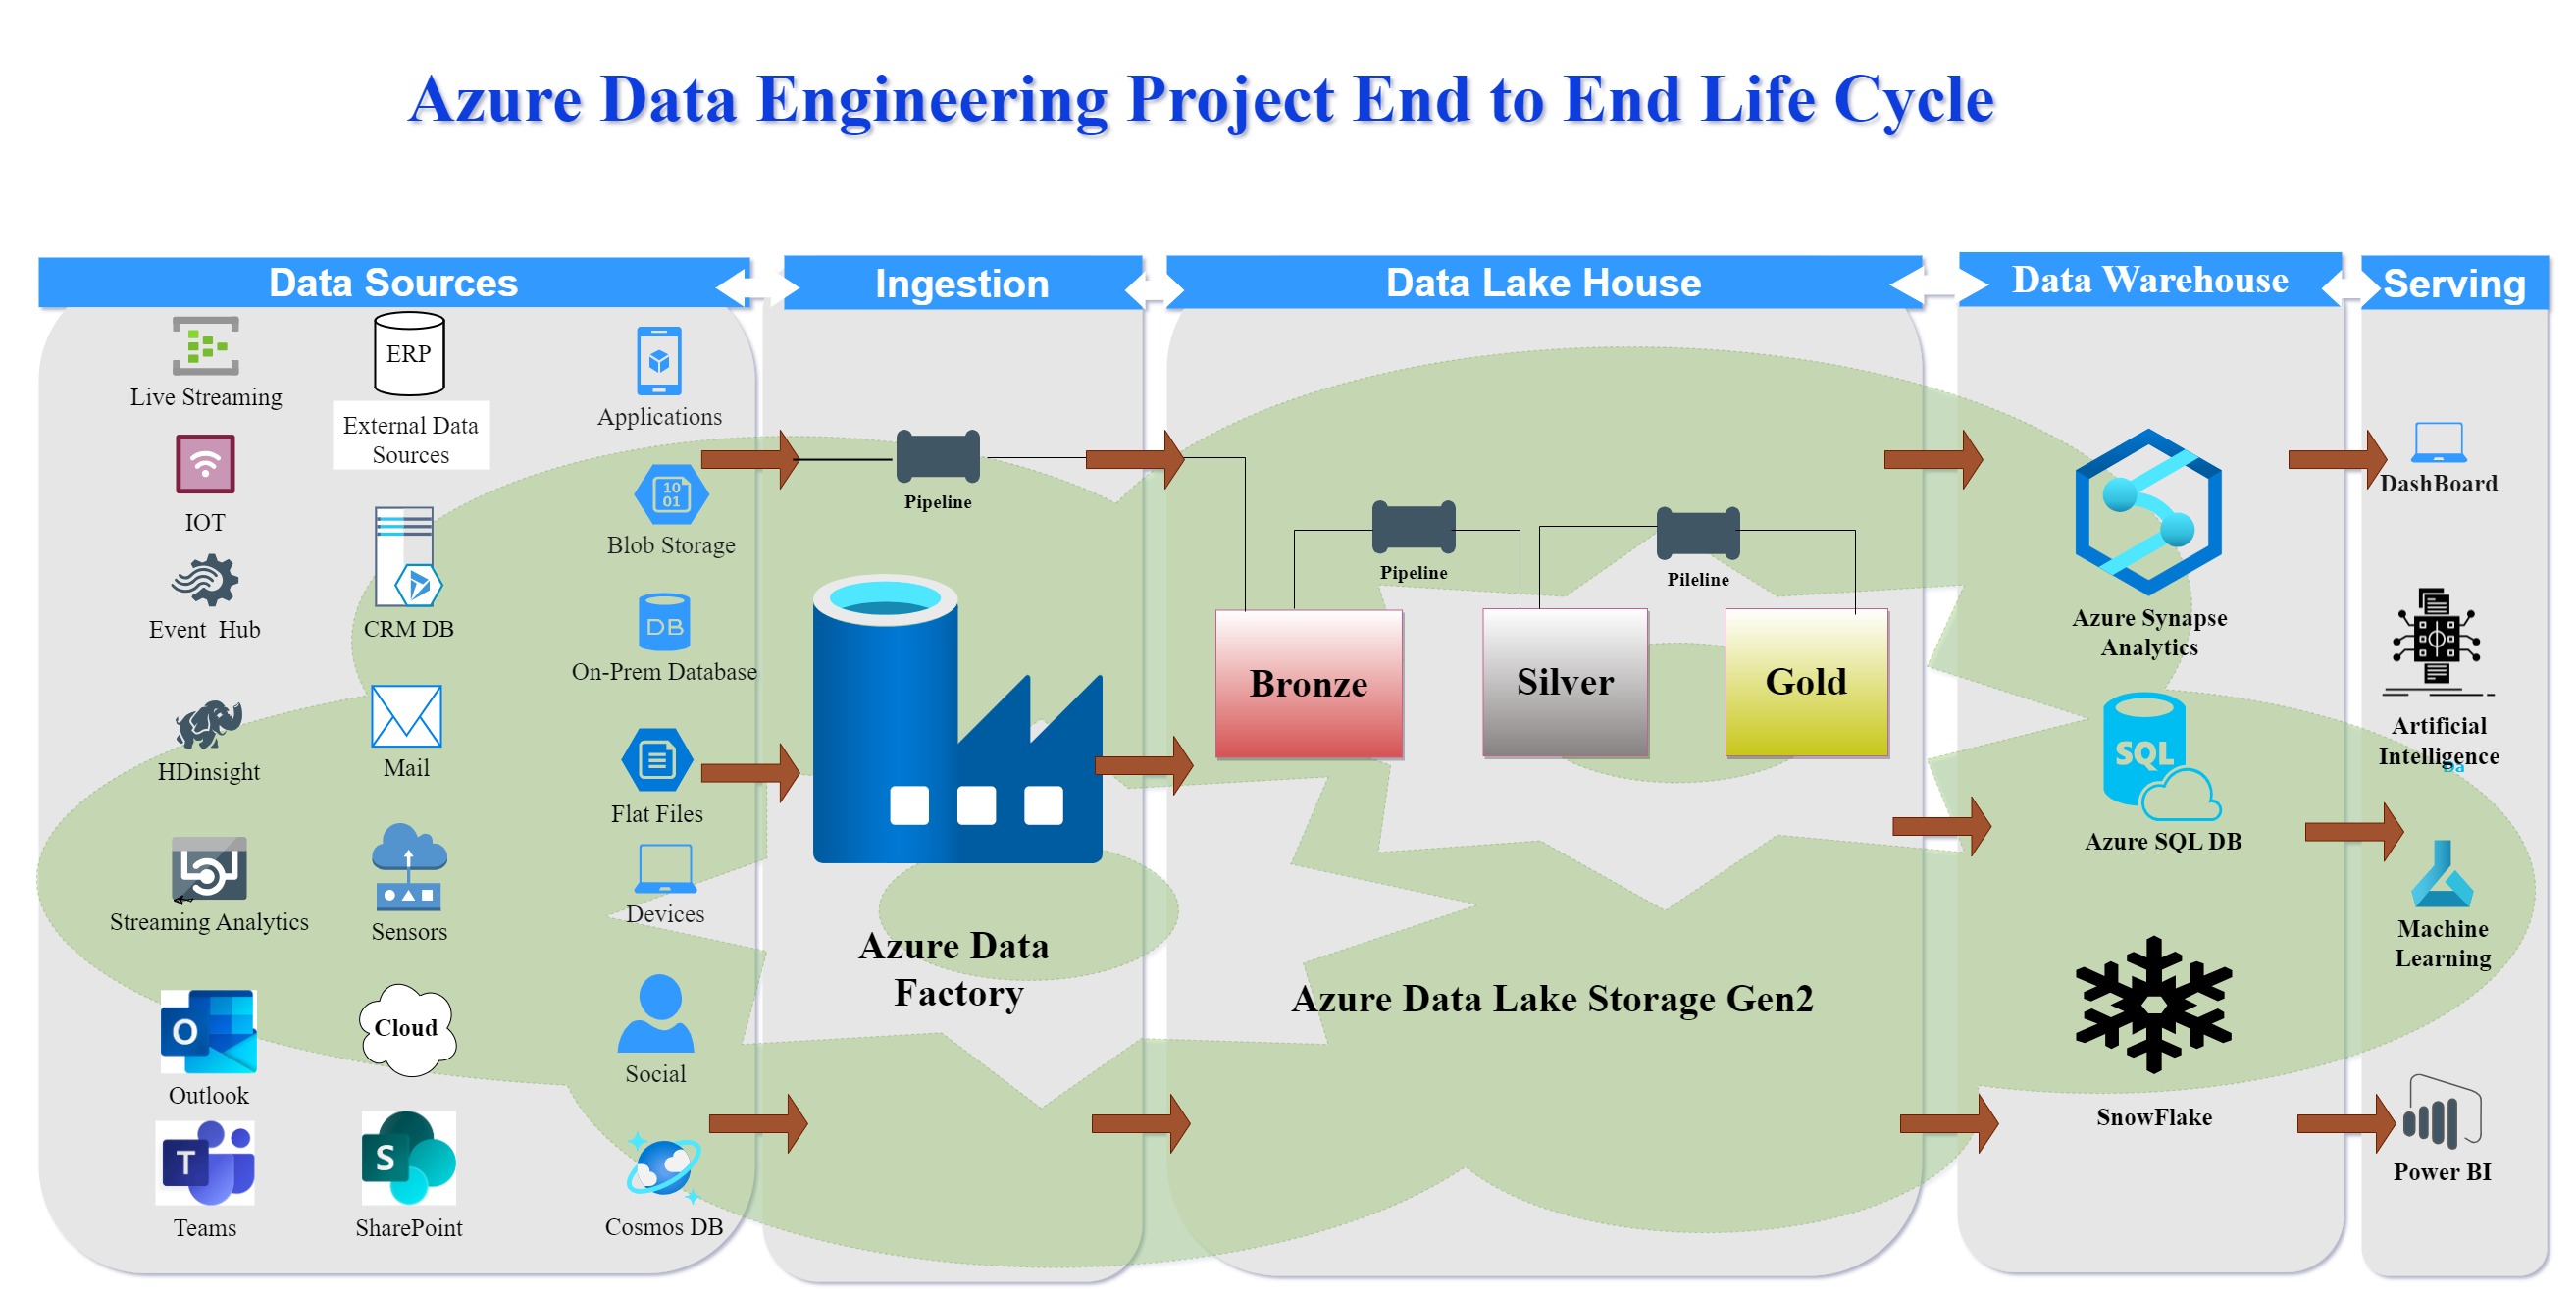 Azure Data Engineering Project End to End Life Cycle
Data Sources
Live Streaming
IOT
Event  Hub
HDinsight
Streaming Analytics
O
Outlook
T
Teams
ERP
External Data
Sources
CRM DB
Mail
Sensors
Cloud
S
SharePoint
Applications
10
01
Blob Storage
DB
On-Prem Database
Flat Files
Devices
Social
Cosmos DB
Ingestion
Pipeline
Azure Data
Factory
Data Lake House
Pipeline
Pileline
Bronze
Silver
Gold
Azure Data Lake Storage Gen2
Data Warehouse
Azure Synapse
Analytics
SQL
Azure SQL DB
SnowFlake
Serving
DashBoard
Artificial
Intelligence
Machine
Learning
Power BI